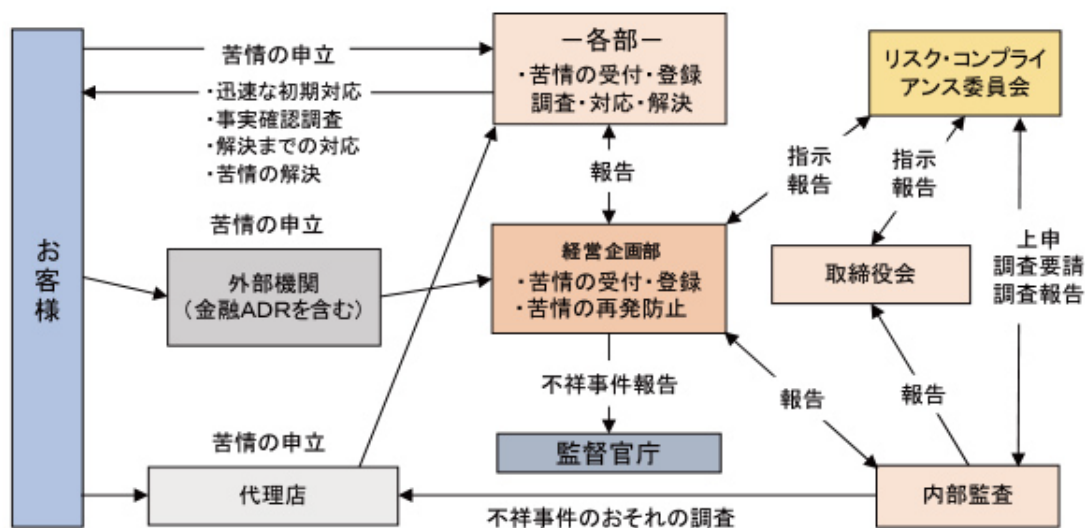 お客様
苦情の申立
・迅速な初期対応
・事実確認調査
・解決までの対応
・苦情の解決
－各部－
・苦情の受付・登録
調査・対応・解決
リスク・コンプライ
アンス委員会
報告
指示
報告
指示
報告
上申
調査要請
調査報告
苦情の申立
外部機関
（金融ADRを含む）
経営企画部
・苦情の受付・登録
・苦情の再発防止
取締役会
不祥事件報告
報告
報告
監督官庁
苦情の申立
代理店
内部監査
不祥事件のおそれの調査